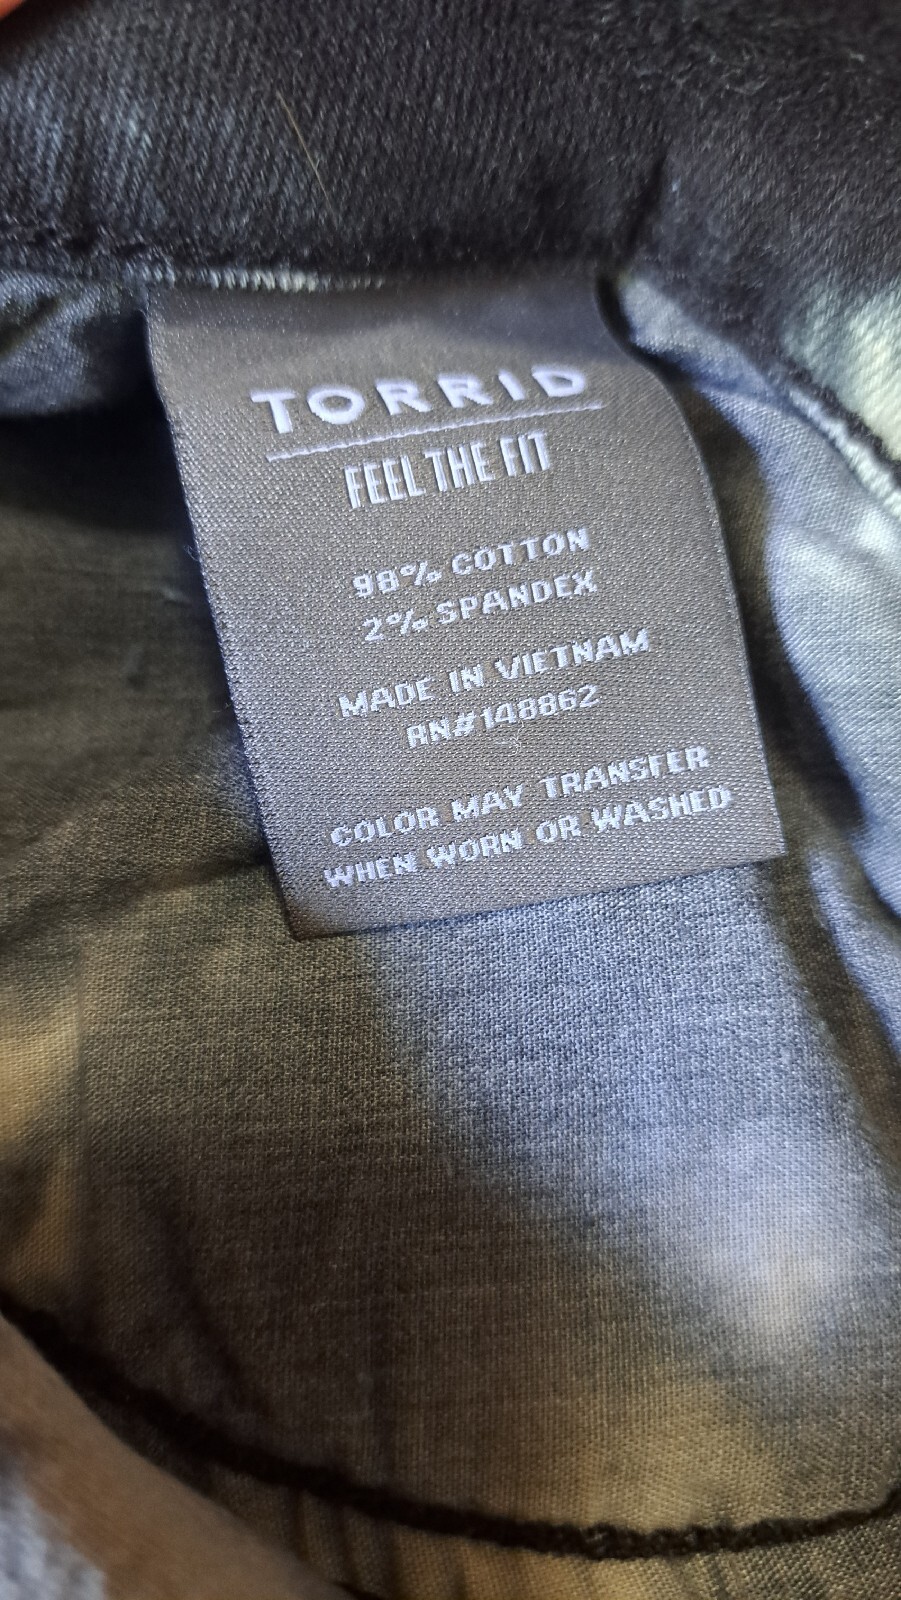 TORRID
FEEL THE FIT
98% COTTON
2% SPANDEX
MADE IN VIETNAM
RN#148862
COLOR MAY TRANSFER
WHEN WORN OR WASHED